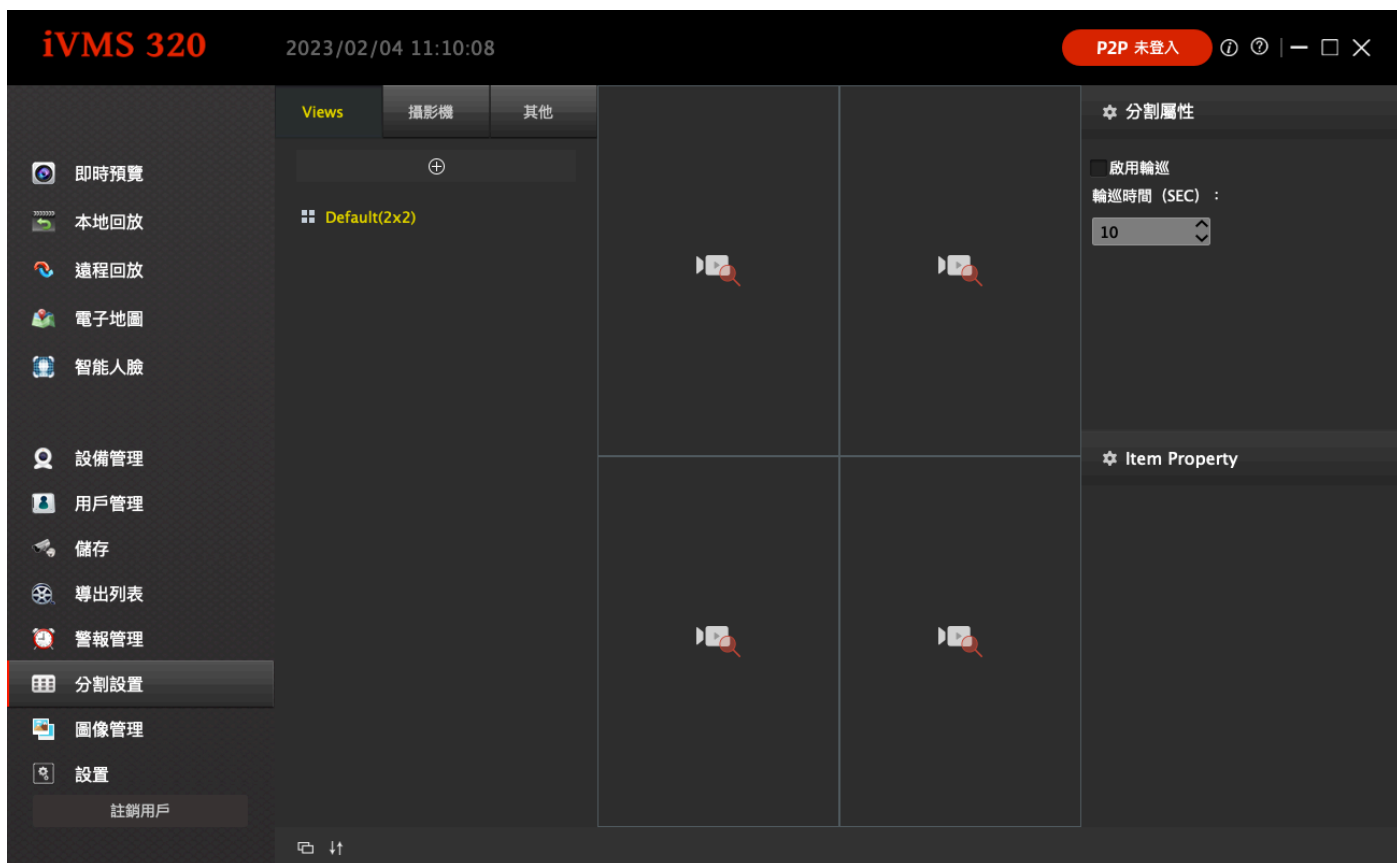 iVMS 320
2023/02/04 11:10:08
P2P 未登入
即時預覽
本地回放
遠程回放
電子地圖
智能人臉
設備管理
用戶管理
儲存
導出列表
警報管理
分割設置
圖像管理
設置
註銷用戶
Views
攝影機
其他
Default(2x2)
分割屬性
啟用輪巡
輪巡時間（SEC）：
10
Item Property